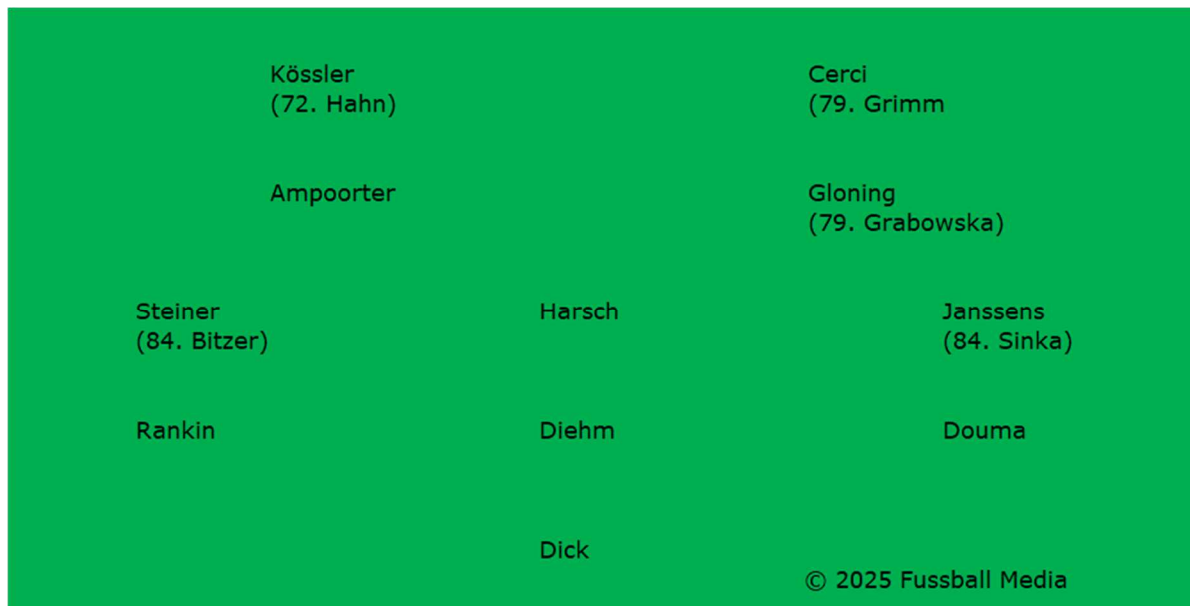 Kössler
(72. Hahn)
Cerci
(79. Grimm
Ampoorter
Gloning
(79. Grabowska)
Steiner
(84. Bitzer)
Harsch
Janssens
(84. Sinka)
Rankin
Diehm
Douma
Dick
© 2025 Fussball Media